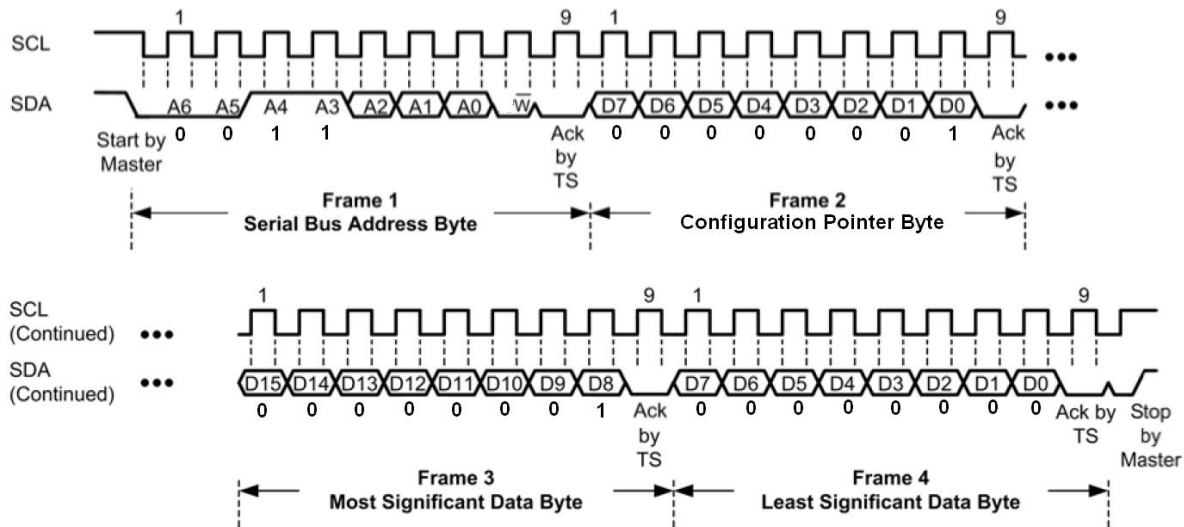 1 9 1 9
SCL
SDA A6 A5 A4 A3 A2 A1 A0 W̅ D7 D6 D5 D4 D3 D2 D1 D0
0 0 1 1 0 0 0 0 0 0 0 1
Start by
Master
Ack
by
TS
Ack
by
TS
Frame 1
Serial Bus Address Byte
Frame 2
Configuration Pointer Byte
1 9 1 9
SCL
(Continued)
SDA
(Continued)
D15 D14 D13 D12 D11 D10 D9 D8 D7 D6 D5 D4 D3 D2 D1 D0
0 0 0 0 0 0 0 1 0 0 0 0 0 0 0 0
Ack
by
TS
Ack by
TS
Stop
by
Master
Frame 3
Most Significant Data Byte
Frame 4
Least Significant Data Byte